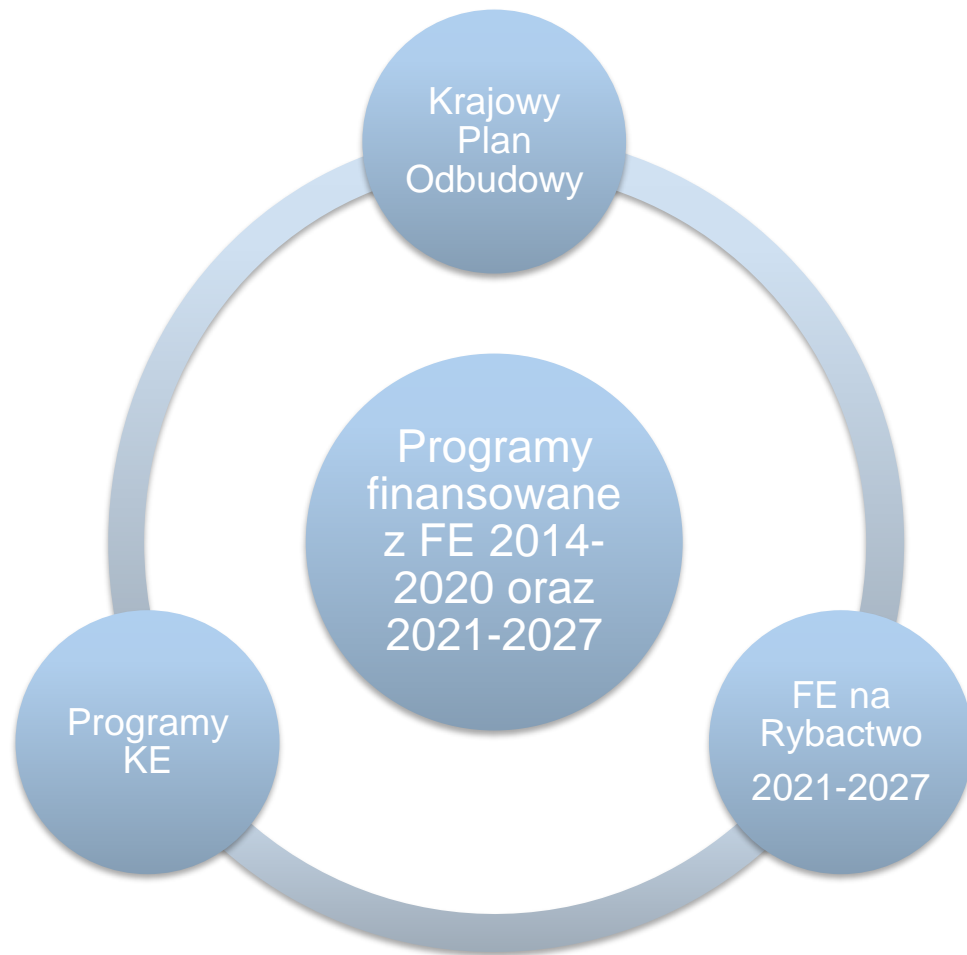 Krajowy
Plan
Odbudowy
Programy
finansowane
z FE 2014-
2020 oraz
2021-2027
Programy
KE
FE na
Rybactwo
2021-2027